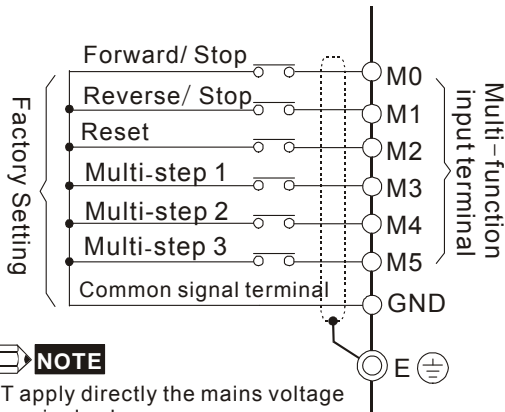 Forward/ Stop
M0
Reverse/ Stop
M1
Reset
M2
Multi-step 1
M3
Multi-step 2
M4
Multi-step 3
M5
Common signal terminal
GND
Factory Setting
Multi-function
input terminal
E
NOTE
T apply directly the mains voltage